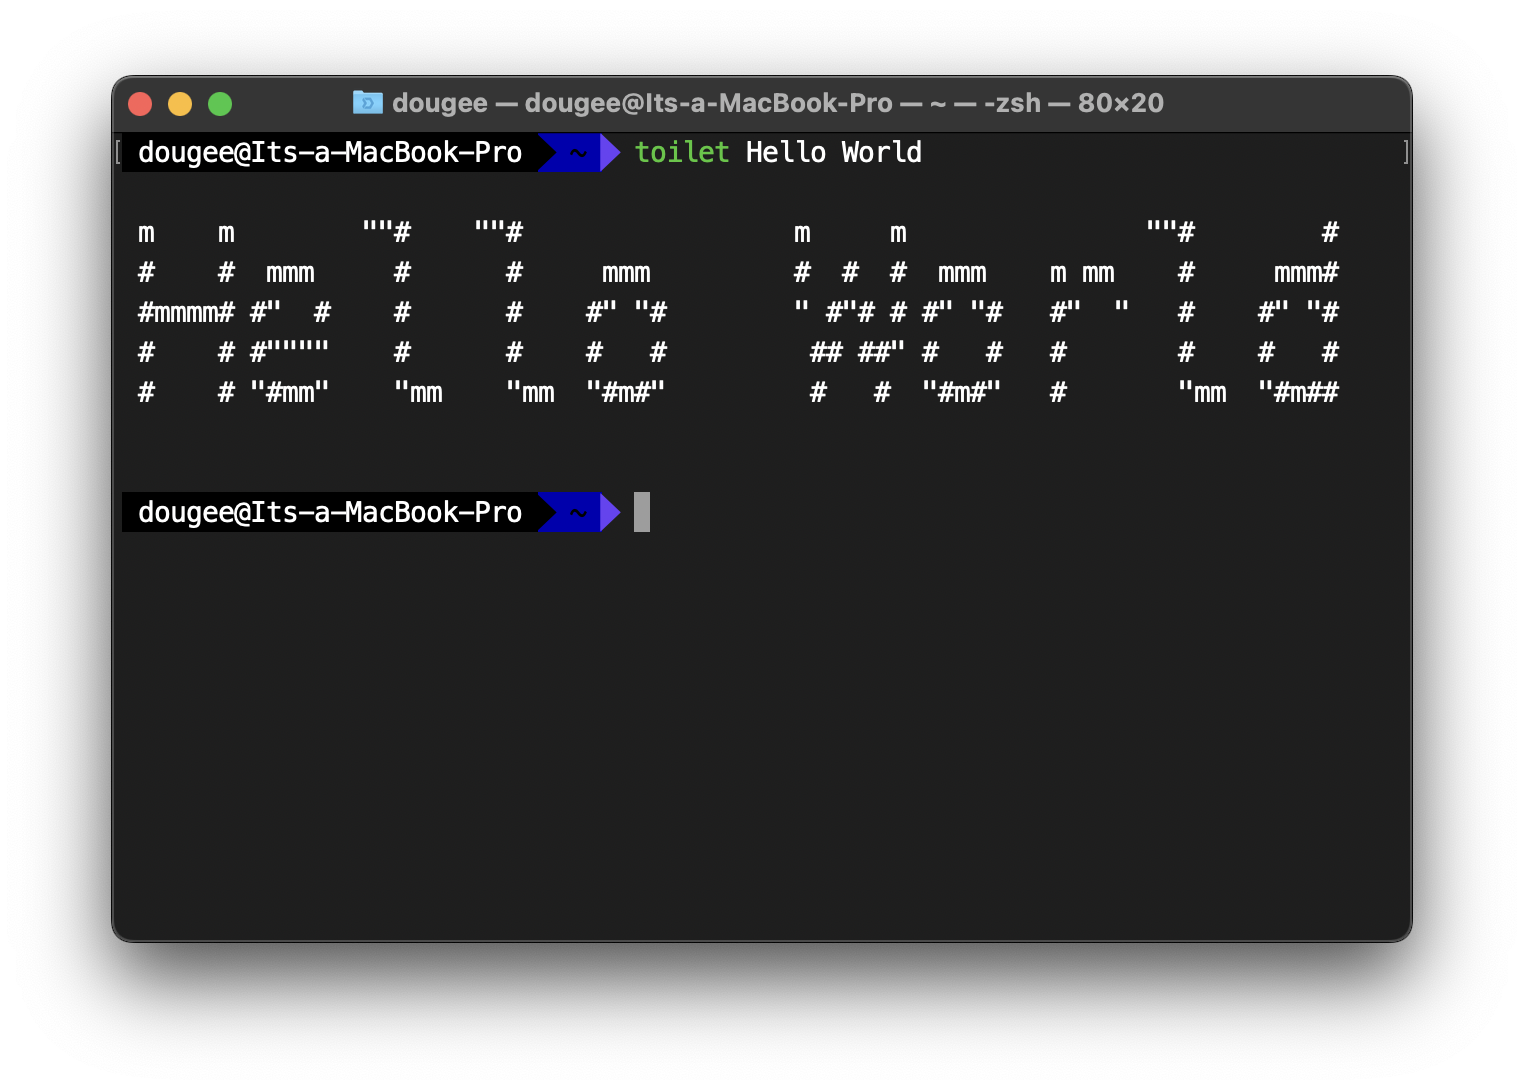 dougee — dougee@Its-a-MacBook-Pro — ~ — -zsh — 80×20
[ dougee@Its-a-MacBook-Pro  ~  toilet Hello World ]
 m    m        ""#    ""#                 m     m               ""#        #
 #    #  mmm     #      #     mmm         #  #  #  mmm    m mm    #     mmm#
 #mmmm# #"  #    #      #    #" "#        " #"# # #" "#   #"  "   #    #" "#
 #    # #""""    #      #    #   #         ## ##" #   #   #       #    #   #
 #    # "#mm"    "mm    "mm  "#m#"         #   #  "#m#"   #       "mm  "#m##
dougee@Its-a-MacBook-Pro  ~